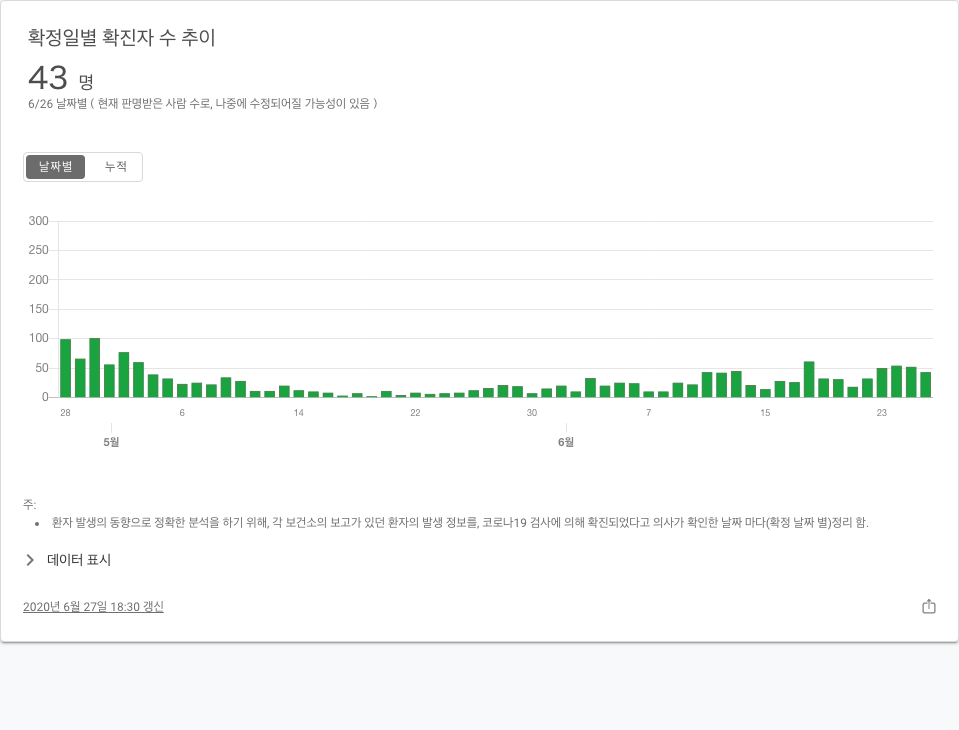 확정일별 확진자 수 추이
43 명
6/26 날짜별 ( 현재 판명받은 사람 수로, 나중에 수정되어질 가능성이 있음 )
날짜별 누적
300
250
200
150
100
50
0
28 6 14 22 30 7 15 23
5월 6월
주:
• 환자 발생의 동향으로 정확한 분석을 하기 위해, 각 보건소의 보고가 있던 환자의 발생 정보를, 코로나19 검사에 의해 확진되었다고 의사가 확인한 날짜 마다(확정 날짜 별)정리 함.
데이터 표시
2020년 6월 27일 18:30 갱신